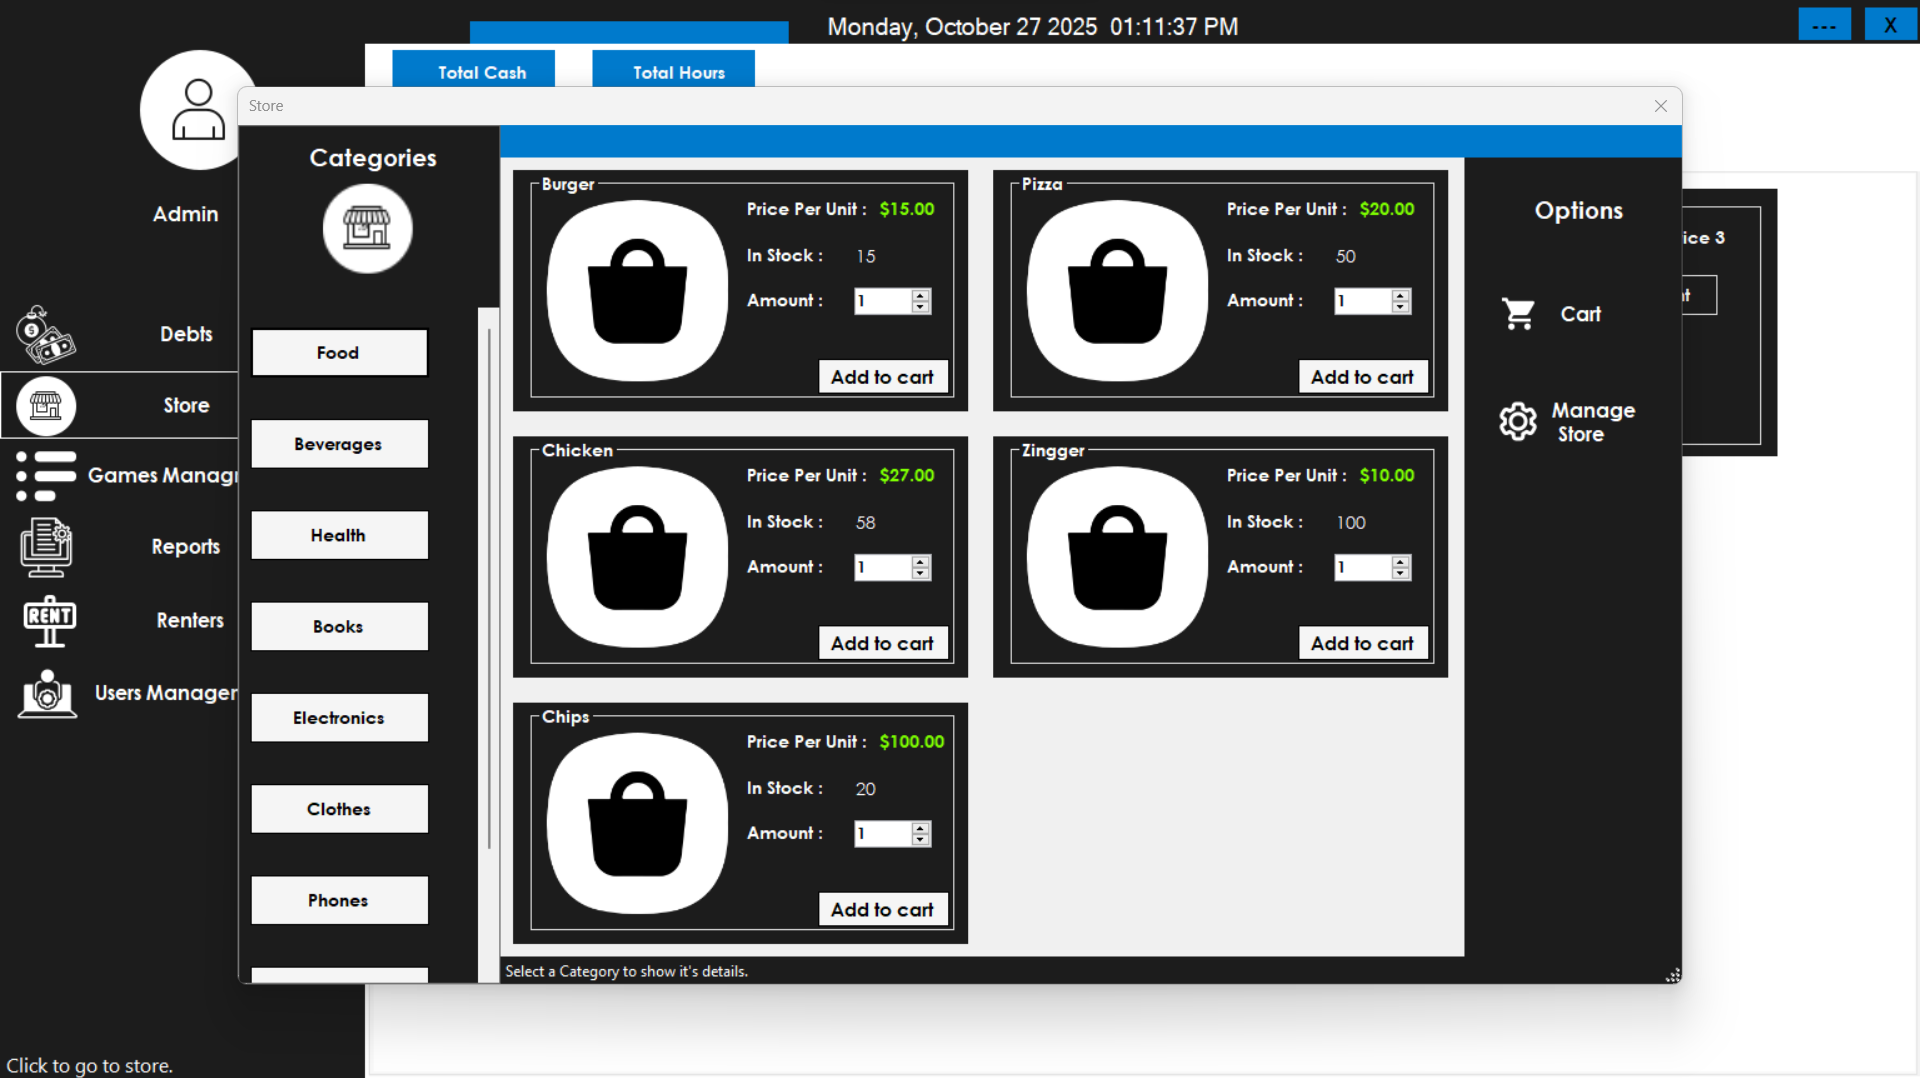 Monday, October 27 2025 01:11:37 PM
---
X
Total Cash
Total Hours
Admin
Debts
Store
Games Managr
Reports
RENT
Renters
Users Manager
Click to go to store.
Store
Categories
Food
Beverages
Health
Books
Electronics
Clothes
Phones
Burger
Price Per Unit : $15.00
In Stock : 15
Amount : 1
Add to cart
Pizza
Price Per Unit : $20.00
In Stock : 50
Amount : 1
Add to cart
Chicken
Price Per Unit : $27.00
In Stock : 58
Amount : 1
Add to cart
Zingger
Price Per Unit : $10.00
In Stock : 100
Amount : 1
Add to cart
Chips
Price Per Unit : $100.00
In Stock : 20
Amount : 1
Add to cart
Options
Cart
Manage
Store
Select a Category to show it's details.
ice 3